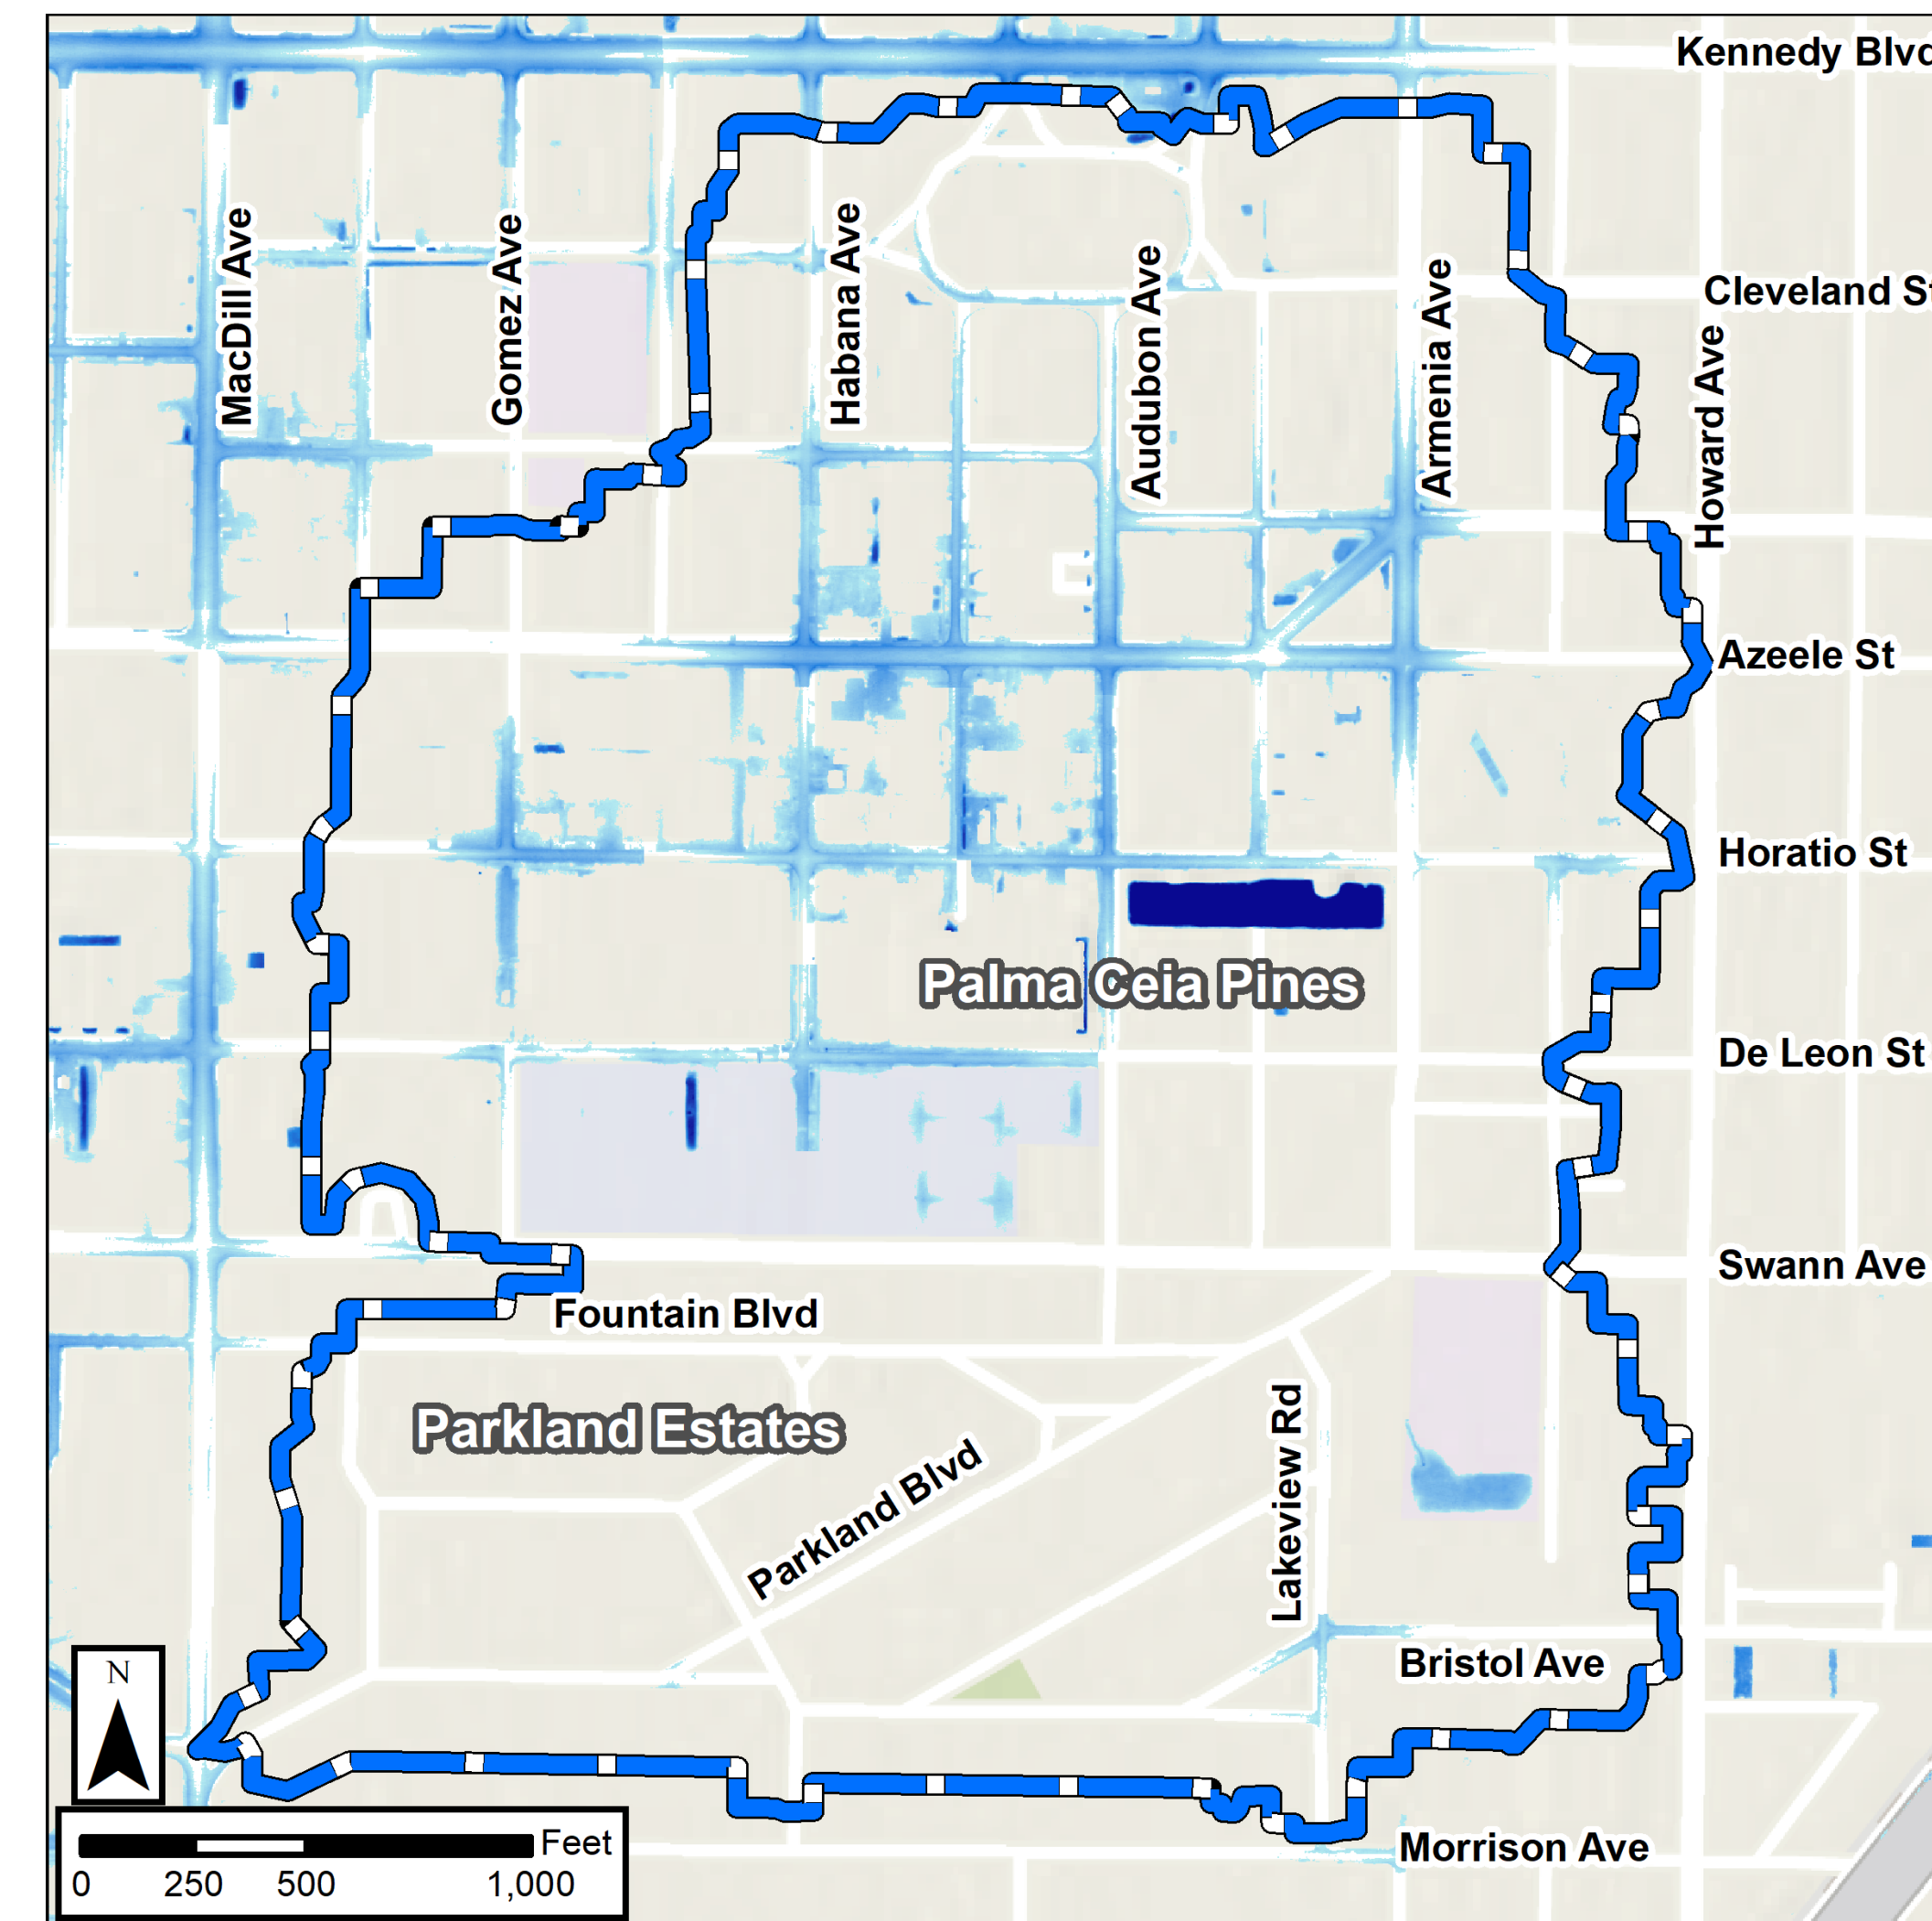 Kennedy Blvd
MacDill Ave
Gomez Ave
Habana Ave
Audubon Ave
Armenia Ave
Cleveland St
Howard Ave
Azeele St
Horatio St
Palma Ceia Pines
De Leon St
Swann Ave
Fountain Blvd
Parkland Estates
Parkland Blvd
Lakeview Rd
Bristol Ave
N
Morrison Ave
Feet
0 250 500 1,000